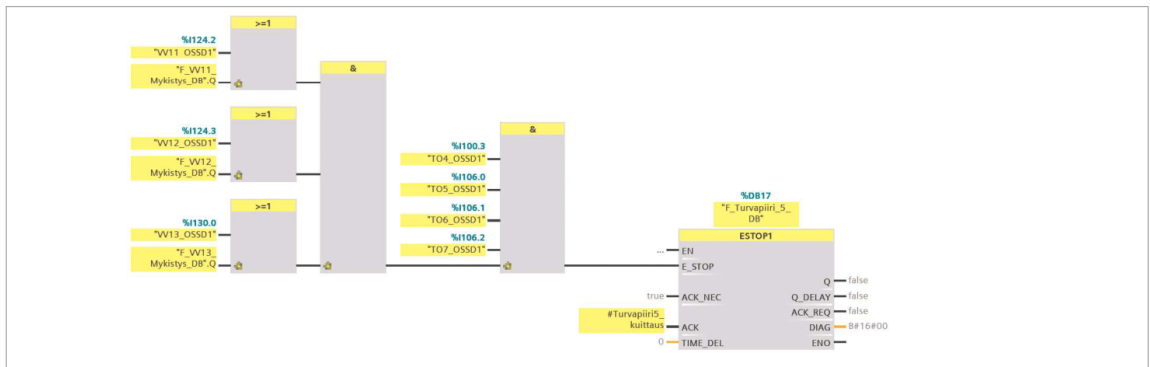 >=1
%I124.2
"VV11_OSSD1"
"F_VV11_
Mykistys_DB".Q
&
>=1
%I124.3
"VV12_OSSD1"
"F_VV12_
Mykistys_DB".Q
>=1
%I130.0
"VV13_OSSD1"
"F_VV13_
Mykistys_DB".Q
&
%I100.3
"TO4_OSSD1"
%I106.0
"TO5_OSSD1"
%I106.1
"TO6_OSSD1"
%I106.2
"TO7_OSSD1"
%DB17
"F_Turvapiiri_5_
DB"
ESTOP1
... EN
E_STOP
Q false
true ACK_NEC Q_DELAY false
ACK_REQ false
#Turvapiiri5_
kuittaus ACK DIAG B#16#00
0 TIME_DEL ENO